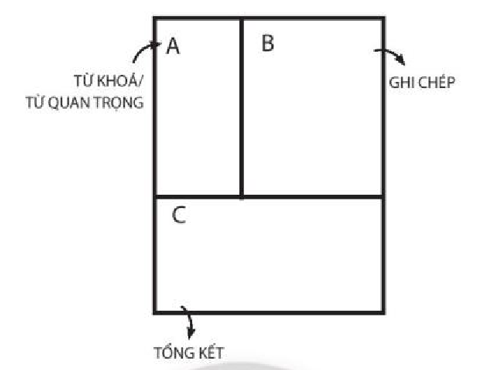 A
B
TỪ KHOÁ/
TỪ QUAN TRỌNG
GHI CHÉP
C
TỔNG KẾT